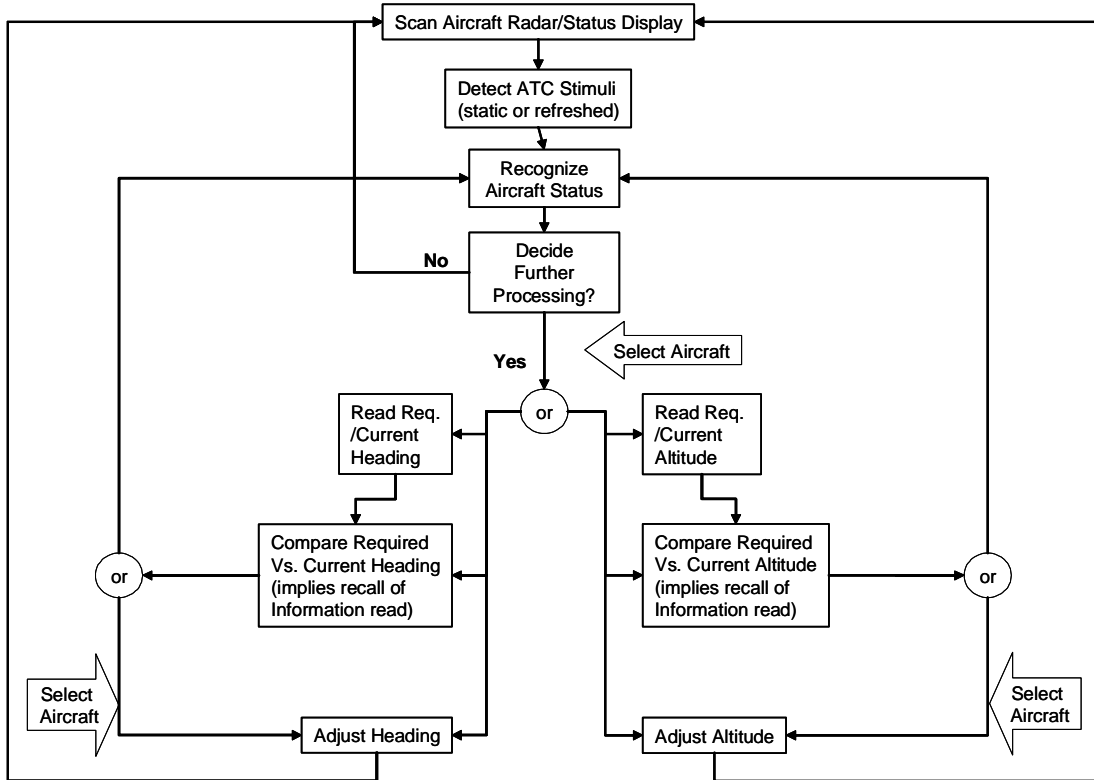 Scan Aircraft Radar/Status Display
Detect ATC Stimuli
(static or refreshed)
Recognize
Aircraft Status
Decide
Further
Processing?
No
Yes
Select Aircraft
or
Read Req.
/Current
Heading
Read Req.
/Current
Altitude
Compare Required
Vs. Current Heading
(implies recall of
Information read)
Compare Required
Vs. Current Altitude
(implies recall of
Information read)
or
or
Select
Aircraft
Select
Aircraft
Adjust Heading
Adjust Altitude